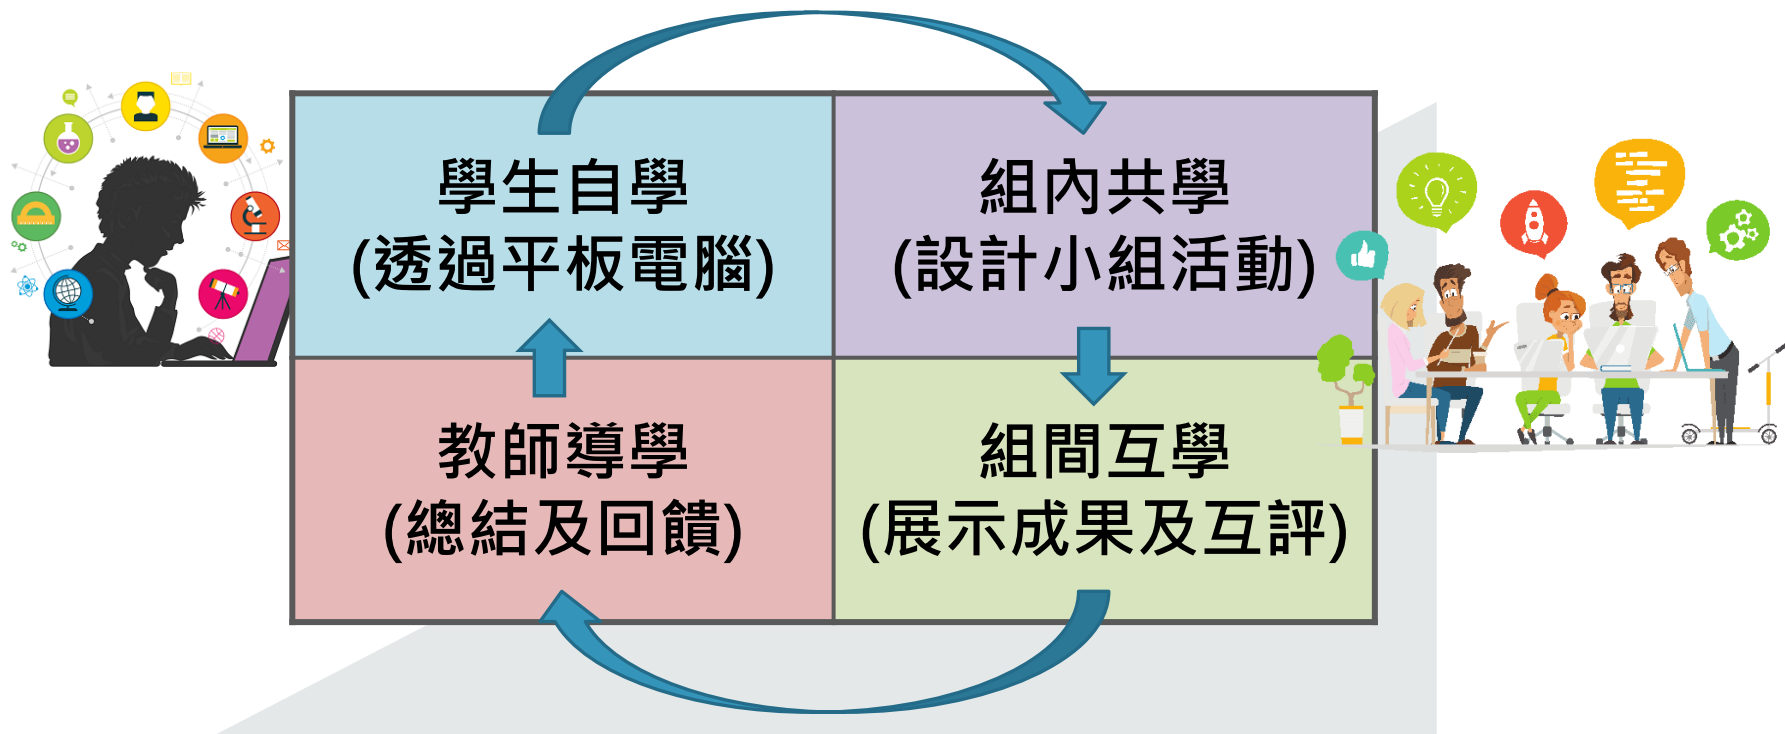 學生自學
(透過平板電腦)
組內共學
(設計小組活動)
教師導學
(總結及回饋)
組間互學
(展示成果及互評)